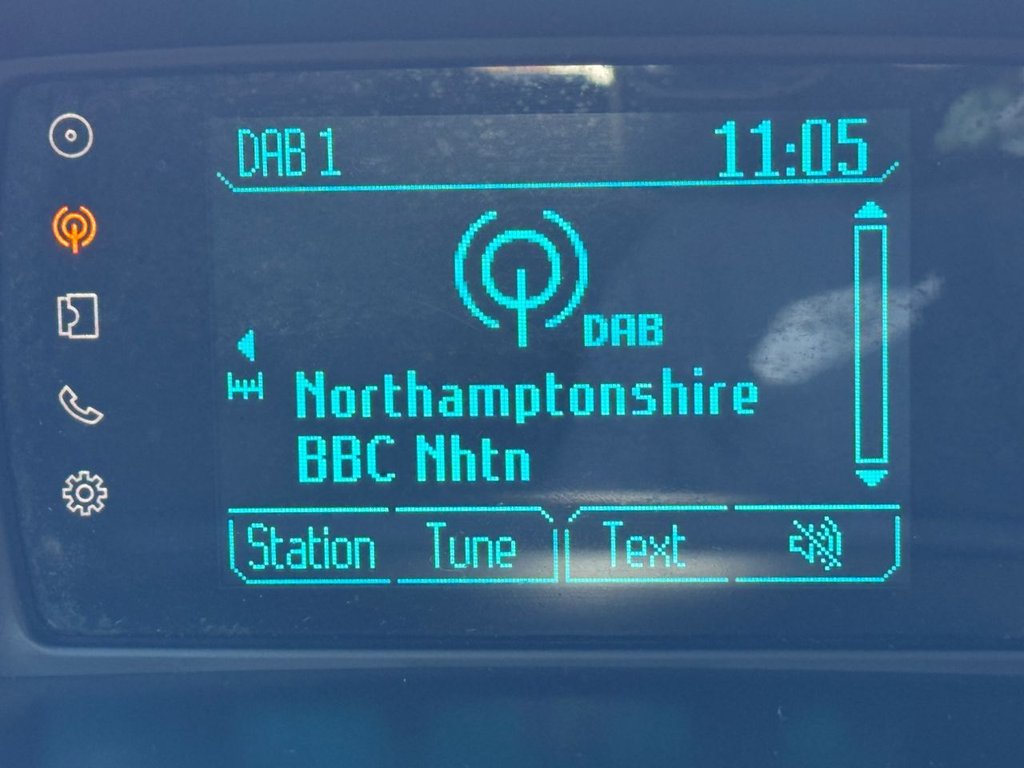 DAB 1 11:05
DAB
Northamptonshire
BBC Nhtn
Station Tune Text